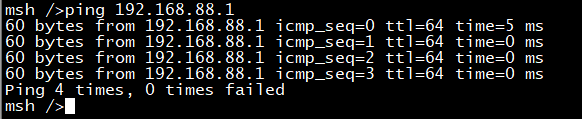 msh />ping 192.168.88.1
60 bytes from 192.168.88.1 icmp_seq=0 ttl=64 time=5 ms
60 bytes from 192.168.88.1 icmp_seq=1 ttl=64 time=0 ms
60 bytes from 192.168.88.1 icmp_seq=2 ttl=64 time=0 ms
60 bytes from 192.168.88.1 icmp_seq=3 ttl=64 time=0 ms
Ping 4 times, 0 times failed
msh />